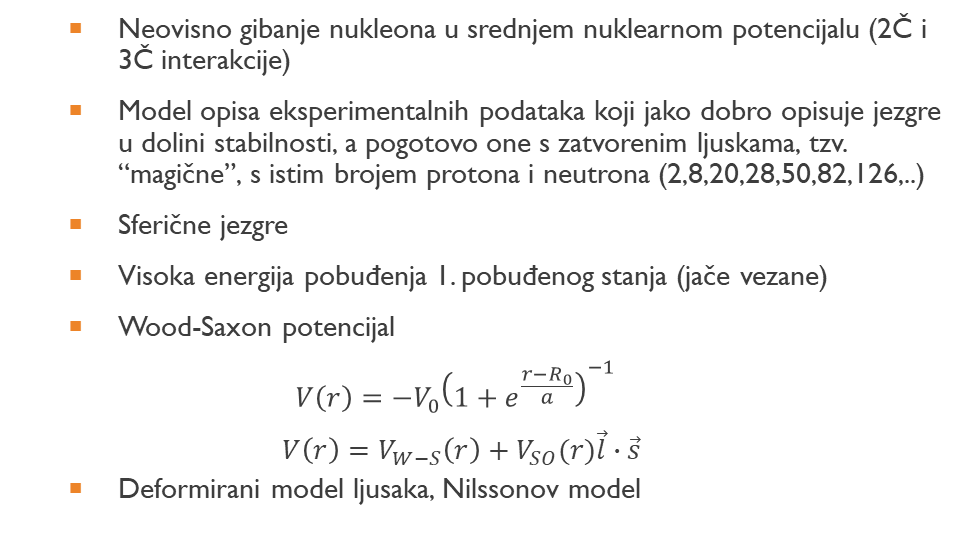 ▪ Neovisno gibanje nukleona u srednjem nuklearnom potencijalu (2Č i
3Č interakcije)
▪ Model opisa eksperimentalnih podataka koji jako dobro opisuje jezgre
u dolini stabilnosti, a pogotovo one s zatvorenim ljuskama, tzv.
“magične”, s istim brojem protona i neutrona (2,8,20,28,50,82,126,..)
▪ Sferične jezgre
▪ Visoka energija pobuđenja 1. pobuđenog stanja (jače vezane)
▪ Wood-Saxon potencijal
$V(r) = -V_0\left(1 + e^{\frac{r-R_0}{a}}\right)^{-1}$
$V(r) = V_{W-S}(r) + V_{SO}(r)\vec{l} \cdot \vec{s}$
▪ Deformirani model ljusaka, Nilssonov model